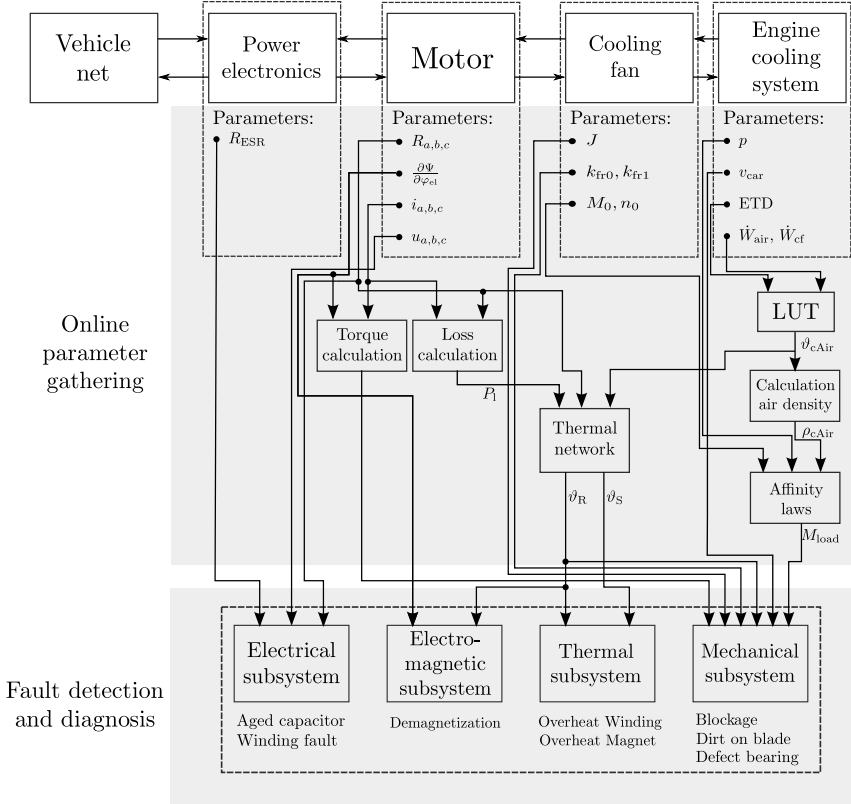 Vehicle
net
Power
electronics
Motor
Cooling
fan
Engine
cooling
system
Parameters:
R_ESR
Parameters:
R_{a,b,c}
∂Ψ/∂φ_el
i_{a,b,c}
u_{a,b,c}
Parameters:
J
k_fr0, k_fr1
M_0, n_0
Parameters:
p
v_car
ETD
Ẇ_air, Ẇ_cf
Online
parameter
gathering
Torque
calculation
Loss
calculation
LUT
ϑ_cAir
P_l
Calculation
air density
ρ_cAir
Thermal
network
ϑ_R
ϑ_S
Affinity
laws
M_load
Fault detection
and diagnosis
Electrical
subsystem
Electro-
magnetic
subsystem
Thermal
subsystem
Mechanical
subsystem
Aged capacitor
Winding fault
Demagnetization
Overheat Winding
Overheat Magnet
Blockage
Dirt on blade
Defect bearing